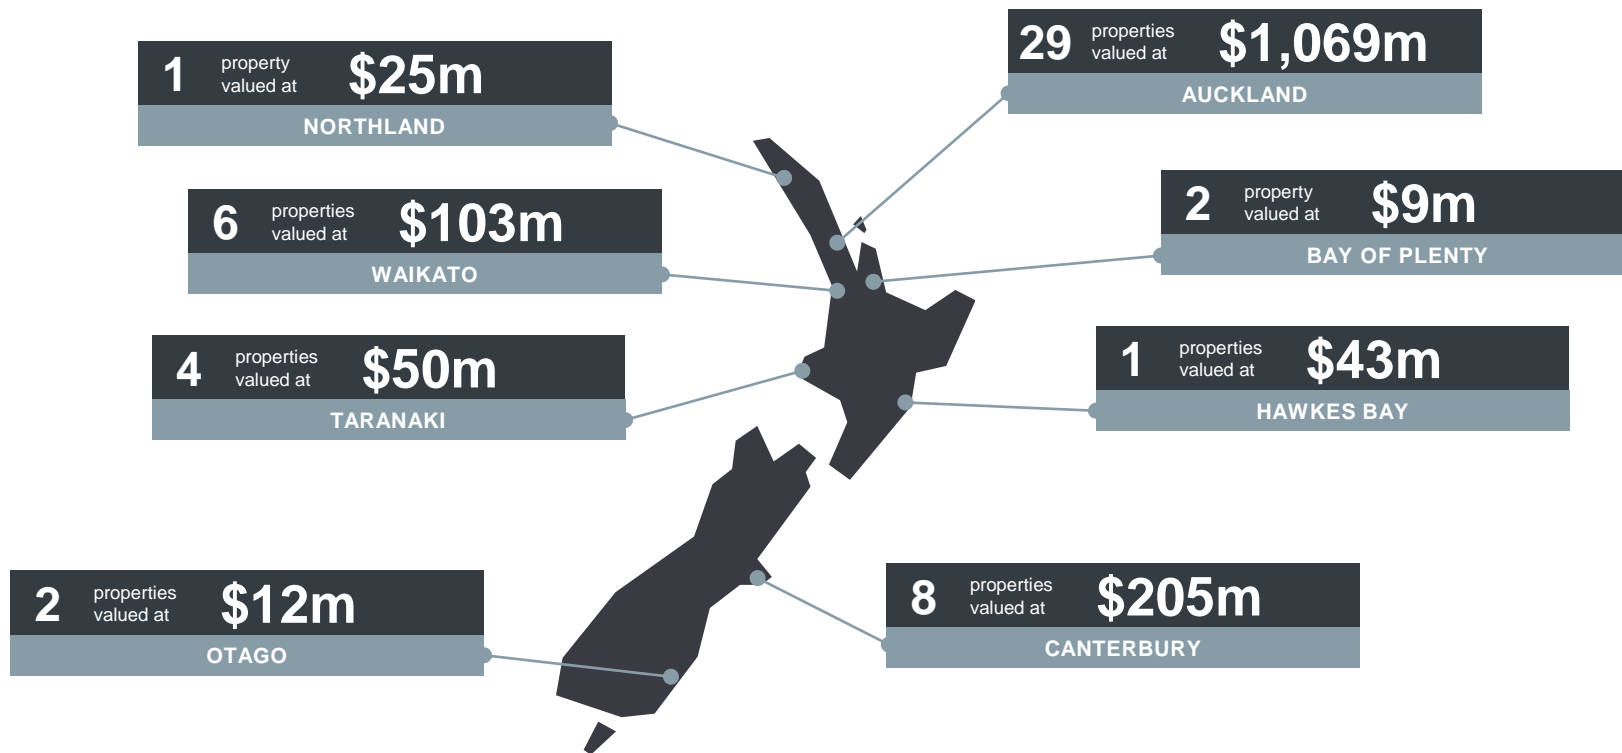 1 property valued at $25m
NORTHLAND
29 properties valued at $1,069m
AUCKLAND
6 properties valued at $103m
WAIKATO
2 property valued at $9m
BAY OF PLENTY
4 properties valued at $50m
TARANAKI
1 properties valued at $43m
HAWKES BAY
2 properties valued at $12m
OTAGO
8 properties valued at $205m
CANTERBURY